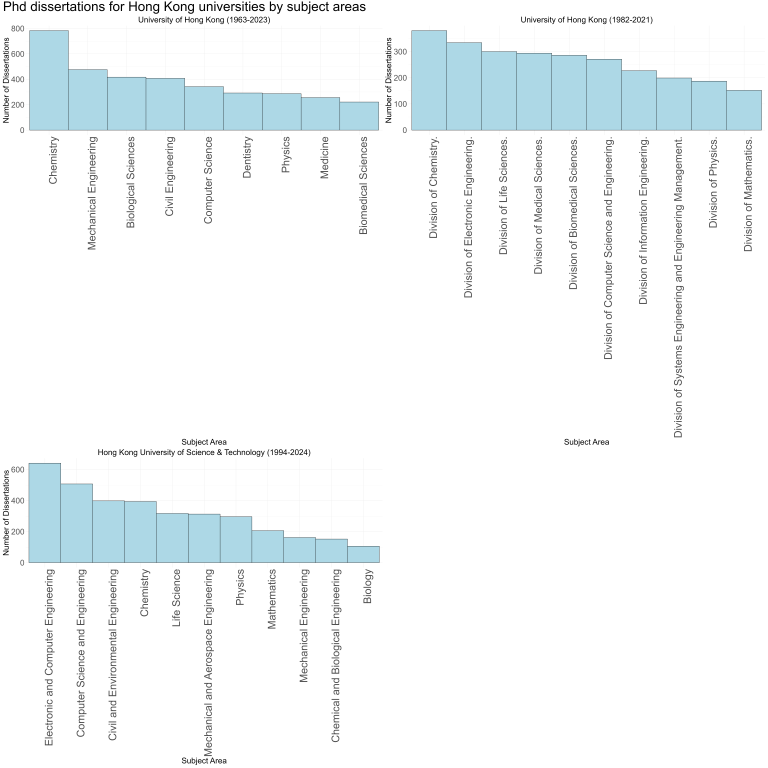 Phd dissertations for Hong Kong universities by subject areas
University of Hong Kong (1963-2023)
Number of Dissertations
800
600
400
200
0
Chemistry
Mechanical Engineering
Biological Sciences
Civil Engineering
Computer Science
Dentistry
Physics
Medicine
Biomedical Sciences
Subject Area
University of Hong Kong (1982-2021)
Number of Dissertations
300
200
100
0
Division of Chemistry.
Division of Electronic Engineering.
Division of Life Sciences.
Division of Medical Sciences.
Division of Biomedical Sciences.
Division of Computer Science and Engineering.
Division of Information Engineering.
Division of Systems Engineering and Engineering Management.
Division of Physics.
Division of Mathematics.
Subject Area
Hong Kong University of Science & Technology (1994-2024)
Number of Dissertations
600
400
200
0
Electronic and Computer Engineering
Computer Science and Engineering
Civil and Environmental Engineering
Chemistry
Life Science
Mechanical and Aerospace Engineering
Physics
Mathematics
Mechanical Engineering
Chemical and Biological Engineering
Biology
Subject Area